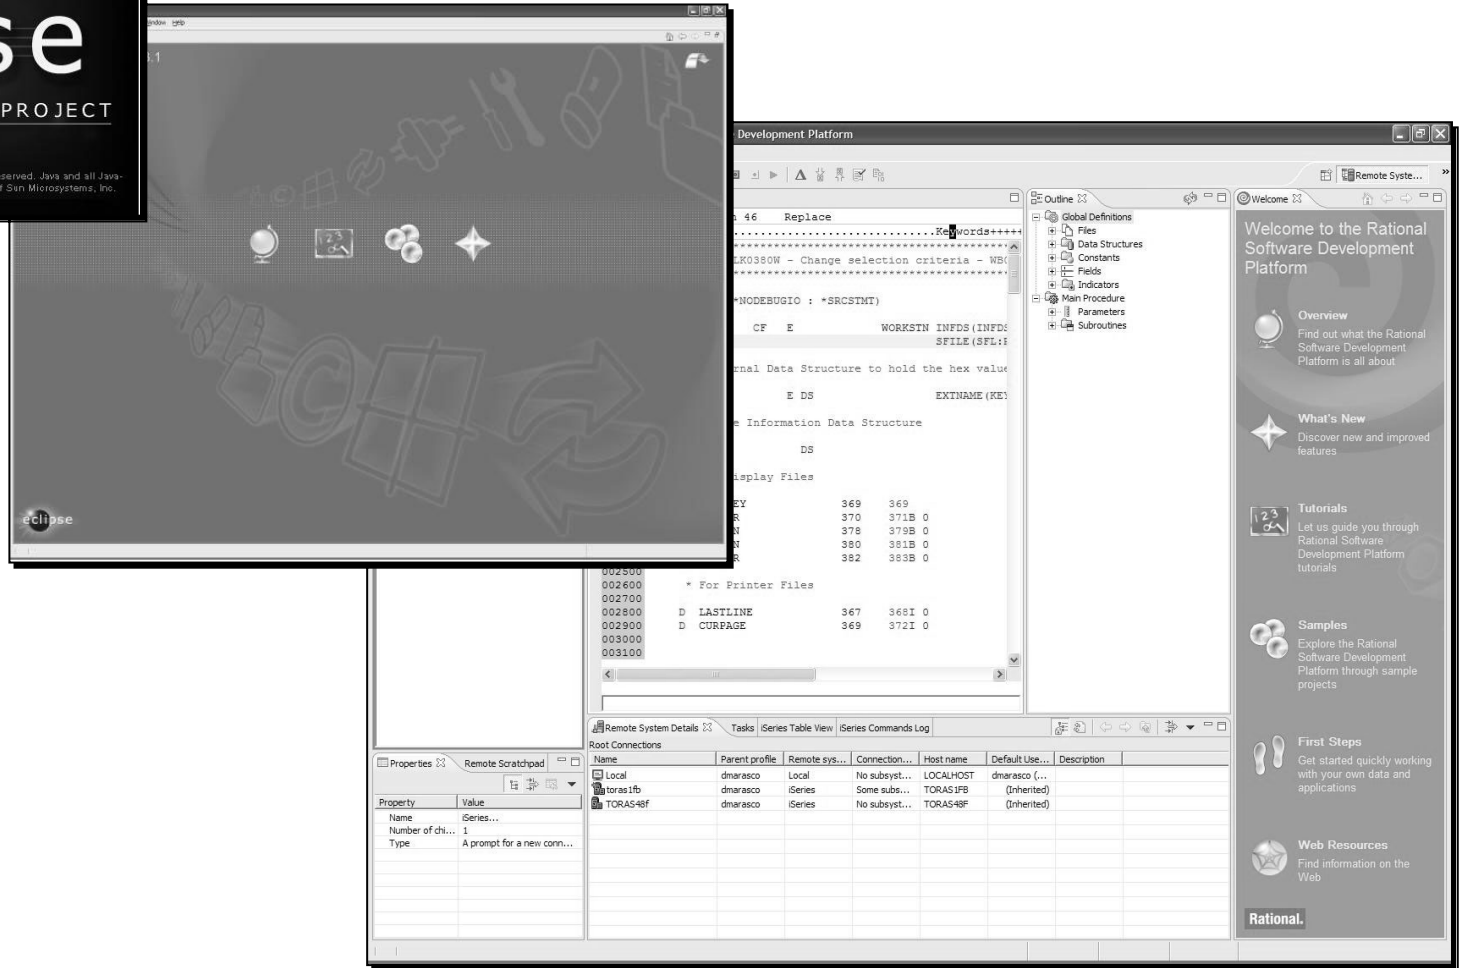 se
PROJECT
served. Java and all Java-
f Sun Microsystems, Inc.
indow Help
3.1
eclipse
Development Platform
Remote Syste... »
n 46 Replace
.................................Keywords+++++
LK0380W - Change selection criteria - WBC
*NODEBUGIO : *SRCSTMT)
CF E WORKSTN INFDS(INFDS
SFILE(SFL:R
rnal Data Structure to hold the hex value
E DS EXTNAME(KEY
e Information Data Structure
DS
isplay Files
EY 369 369
R 370 371B 0
N 378 379B 0
N 380 381B 0
R 382 383B 0
002500
002600 * For Printer Files
002700
002800 D LASTLINE 367 368I 0
002900 D CURPAGE 369 372I 0
003000
003100
Outline
Global Definitions
Files
Data Structures
Constants
Fields
Indicators
Main Procedure
Parameters
Subroutines
Welcome
Welcome to the Rational
Software Development
Platform
Overview
Find out what the Rational
Software Development
Platform is all about
What's New
Discover new and improved
features
Tutorials
Let us guide you through
Rational Software
Development Platform
tutorials
Samples
Explore the Rational
Software Development
Platform through sample
projects
First Steps
Get started quickly working
with your own data and
applications
Web Resources
Find information on the
Web
Rational.
Properties Remote Scratchpad
Property Value
Name iSeries...
Number of chi... 1
Type A prompt for a new conn...
Remote System Details Tasks iSeries Table View iSeries Commands Log
Root Connections
Name Parent profile Remote sys... Connection... Host name Default Use... Description
Local dmarasco Local No subsyst... LOCALHOST dmarasco (...
toras1fb dmarasco iSeries Some subs... TORAS1FB (Inherited)
TORAS48f dmarasco iSeries No subsyst... TORAS48F (Inherited)